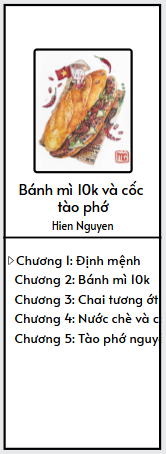 Bánh mì 10k và cốc
tào phớ
Hien Nguyen
Chương 1: Định mệnh
Chương 2: Bánh mì 10k
Chương 3: Chai tương ớt
Chương 4: Nước chè và c
Chương 5: Tào phớ nguy